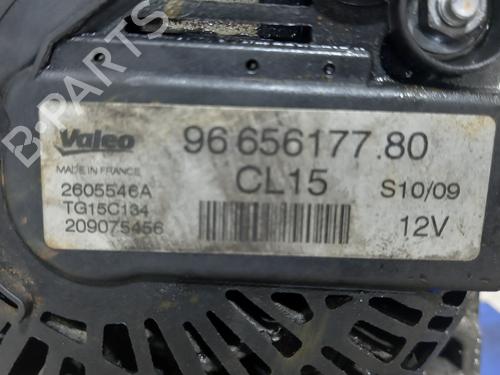 B-PARTS
Valeo
96 656177.80
MADE IN FRANCE
CL15
S10/09
2605546A
TG15C134
12V
209075456